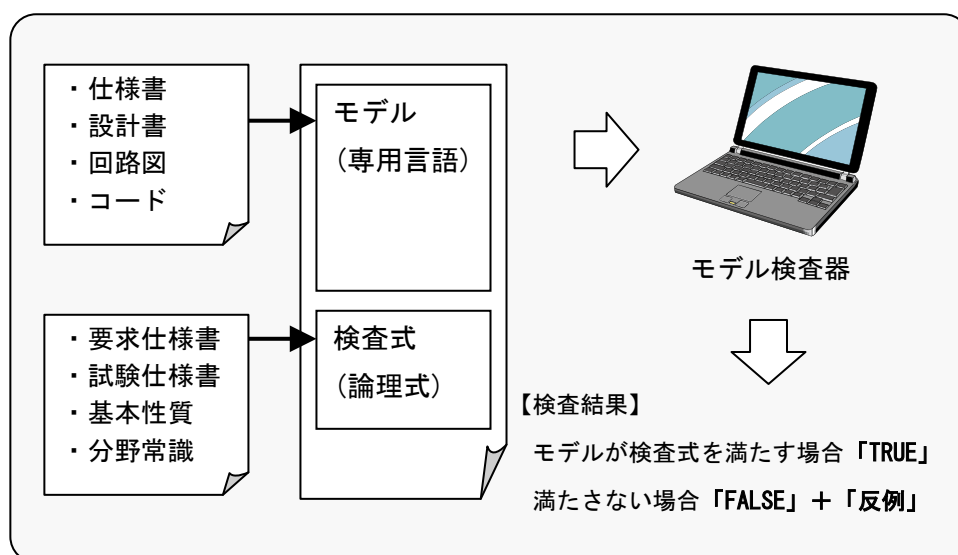 ・仕様書
・設計書
・回路図
・コード
モデル
(専用言語)
モデル検査器
・要求仕様書
・試験仕様書
・基本性質
・分野常識
検査式
(論理式)
【検査結果】
モデルが検査式を満たす場合「TRUE」
満たさない場合「FALSE」＋「反例」